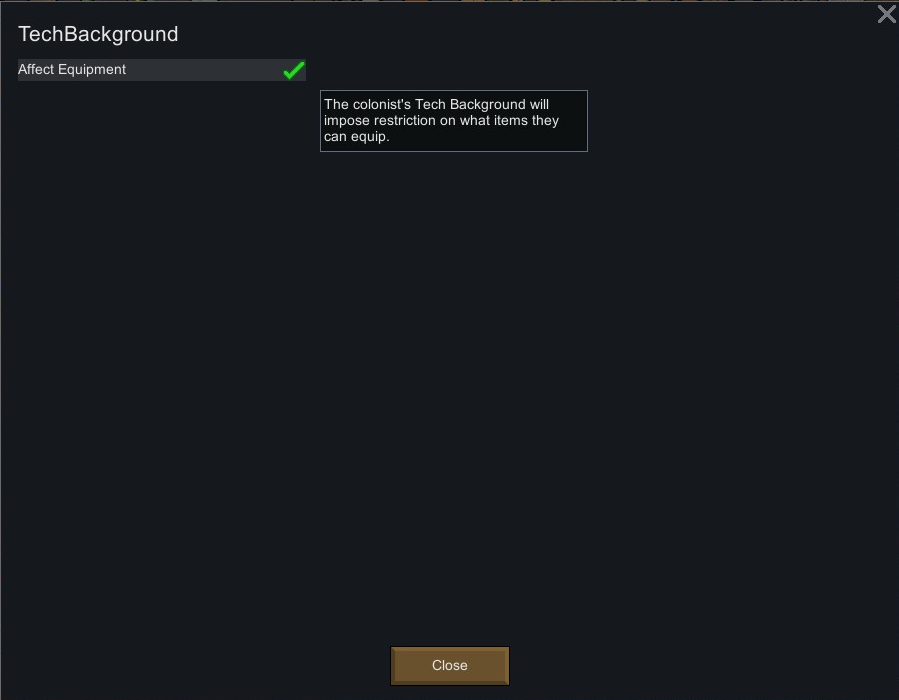 TechBackground
Affect Equipment
The colonist's Tech Background will
impose restriction on what items they
can equip.
Close